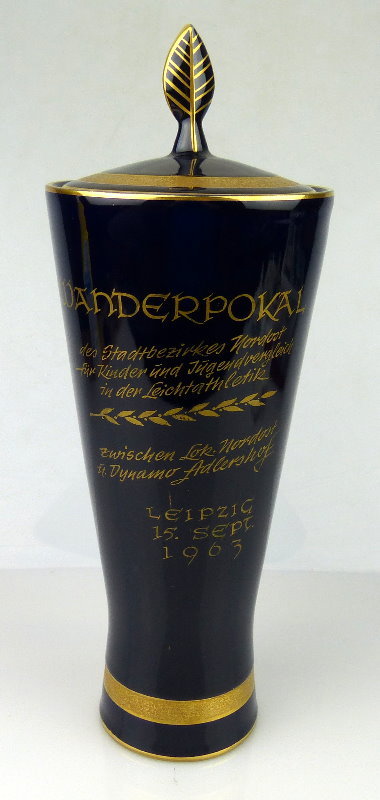 WANDERPOKAL
des Stadtbezirkes Nordost
für Kinder und Jugendvergleich
in der Leichtathletik
zwischen Lok. Nordost
u. Dynamo Adlershof
LEIPZIG
15. SEPT.
1963